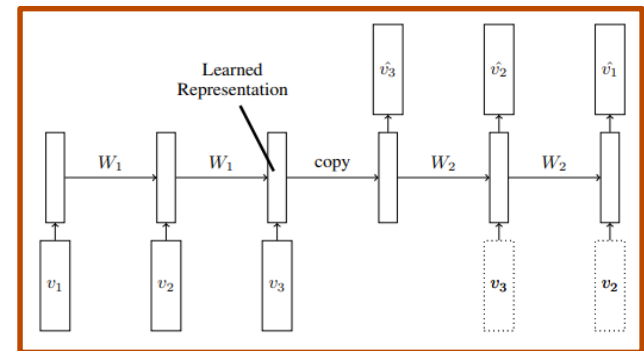 v̂₃ v̂₂ v̂₁
Learned
Representation
W₁ W₁ copy W₂ W₂
v₁ v₂ v₃ v₃ v₂